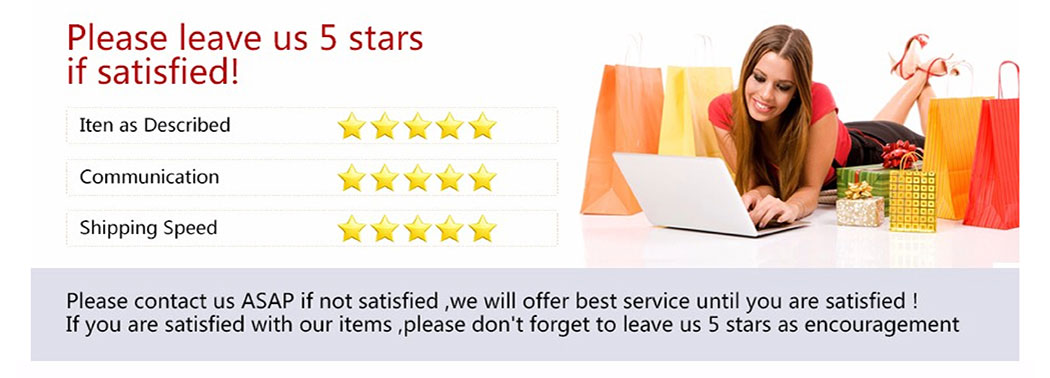 Please leave us 5 stars
if satisfied!
Iten as Described
Communication
Shipping Speed
Please contact us ASAP if not satisfied ,we will offer best service until you are satisfied !
If you are satisfied with our items ,please don't forget to leave us 5 stars as encouragement